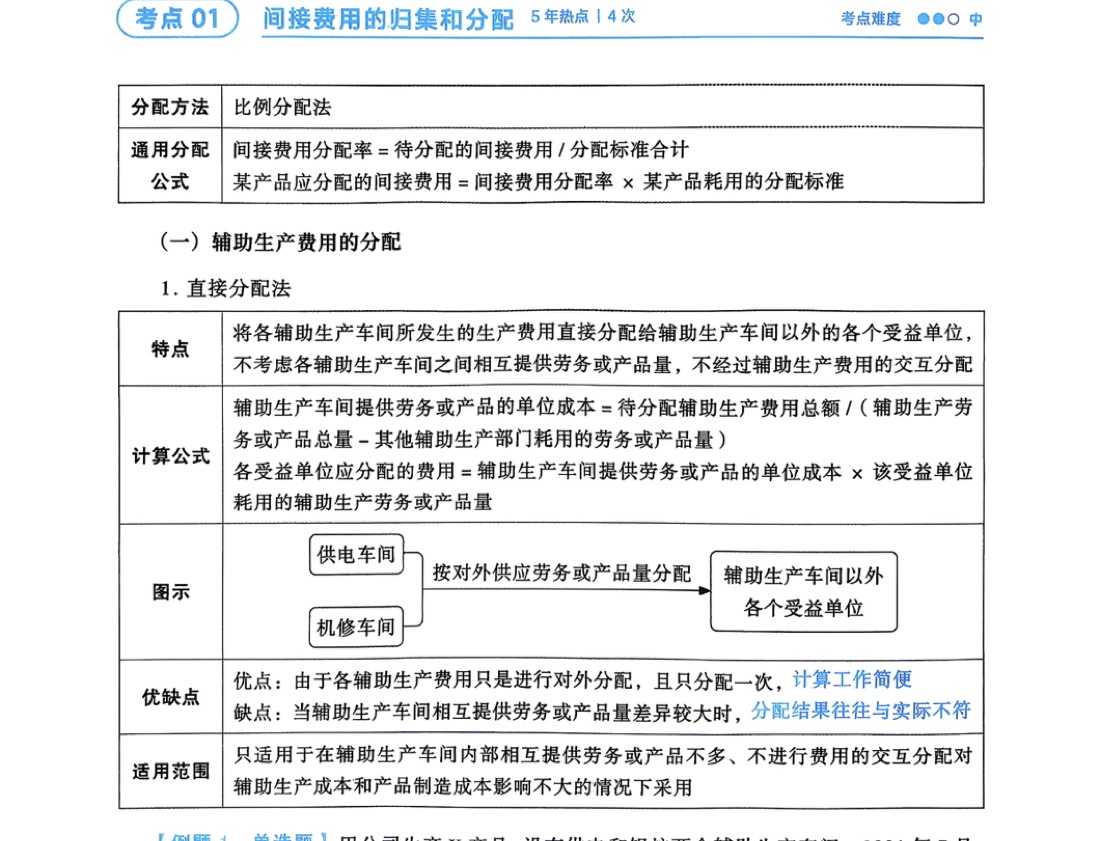 考点 01 间接费用的归集和分配 5 年热点 | 4 次 考点难度 中
分配方法 比例分配法
通用分配公式
间接费用分配率 = 待分配的间接费用 / 分配标准合计
某产品应分配的间接费用 = 间接费用分配率 × 某产品耗用的分配标准
（一）辅助生产费用的分配
1. 直接分配法
特点
将各辅助生产车间所发生的生产费用直接分配给辅助生产车间以外的各个受益单位，
不考虑各辅助生产车间之间相互提供劳务或产品量，不经过辅助生产费用的交互分配
计算公式
辅助生产车间提供劳务或产品的单位成本 = 待分配辅助生产费用总额 /（ 辅助生产劳
务或产品总量 – 其他辅助生产部门耗用的劳务或产品量 ）
各受益单位应分配的费用 = 辅助生产车间提供劳务或产品的单位成本 × 该受益单位
耗用的辅助生产劳务或产品量
图示
供电车间
机修车间
按对外供应劳务或产品量分配
辅助生产车间以外
各个受益单位
优缺点
优点：由于各辅助生产费用只是进行对外分配，且只分配一次，计算工作简便
缺点：当辅助生产车间相互提供劳务或产品量差异较大时，分配结果往往与实际不符
适用范围
只适用于在辅助生产车间内部相互提供劳务或产品不多、不进行费用的交互分配对
辅助生产成本和产品制造成本影响不大的情况下采用